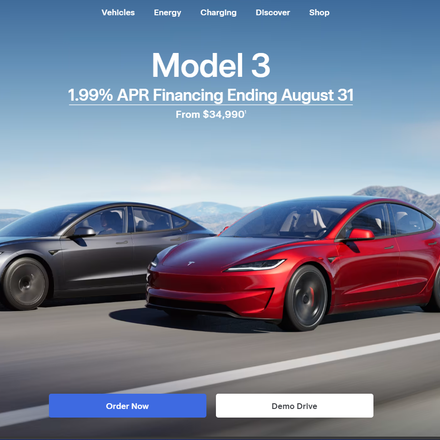 Vehicles Energy Charging Discover Shop
Model 3
1.99% APR Financing Ending August 31
From $34,990¹
Order Now Demo Drive